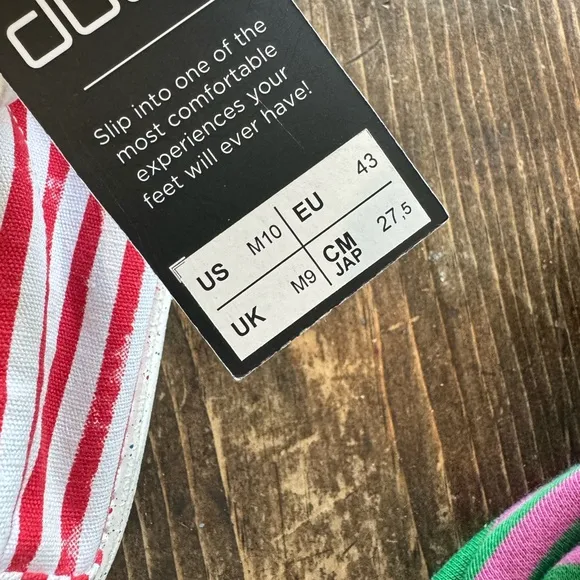 Slip into one of the
most comfortable
experiences your
feet will ever have!
US M10 EU 43
UK M9 CM JAP 27,5